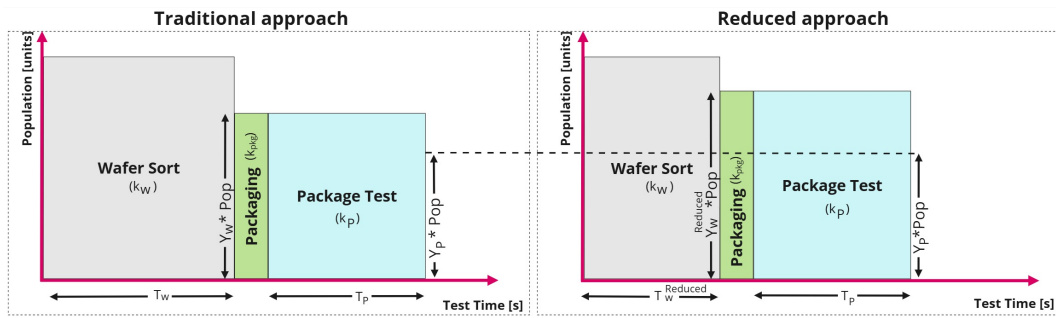 Traditional approach
Population [units]
Wafer Sort
(kW)
YW* Pop
Packaging (kpkg)
Package Test
(kP)
YP* Pop
TW
TP
Test Time [s]
Reduced approach
Population [units]
Wafer Sort
(kW)
YW Reduced *Pop
Packaging (kpkg)
Package Test
(kP)
YP*Pop
T W Reduced
TP
Test Time [s]